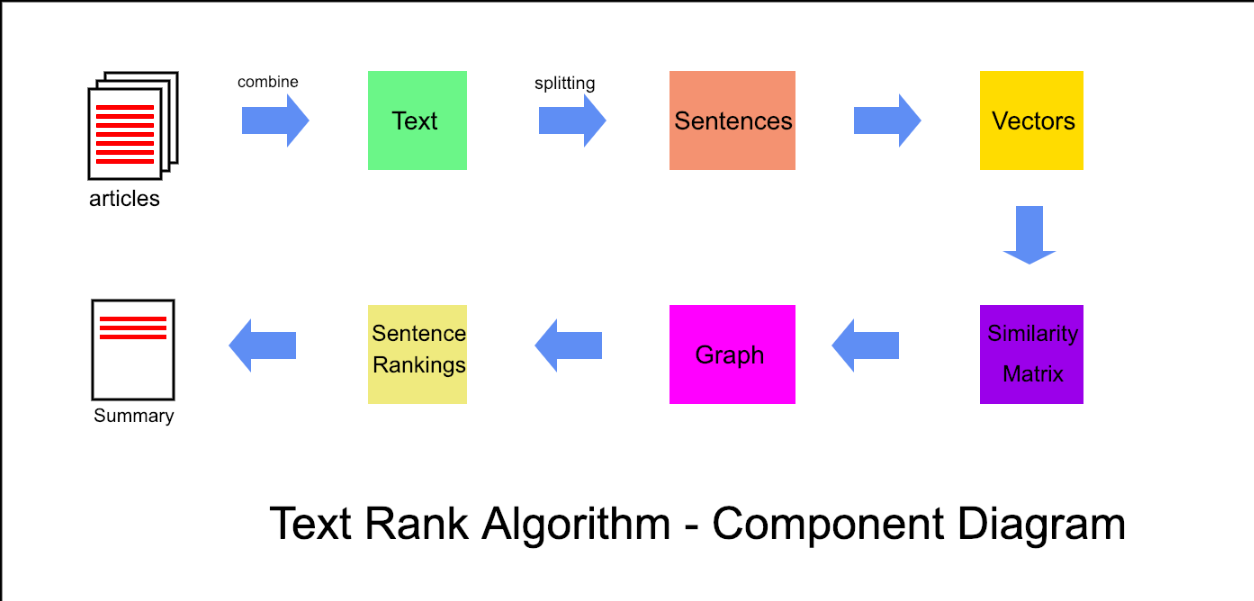 combine
splitting
Text
Sentences
Vectors
articles
Similarity
Matrix
Graph
Sentence
Rankings
Summary
Text Rank Algorithm - Component Diagram